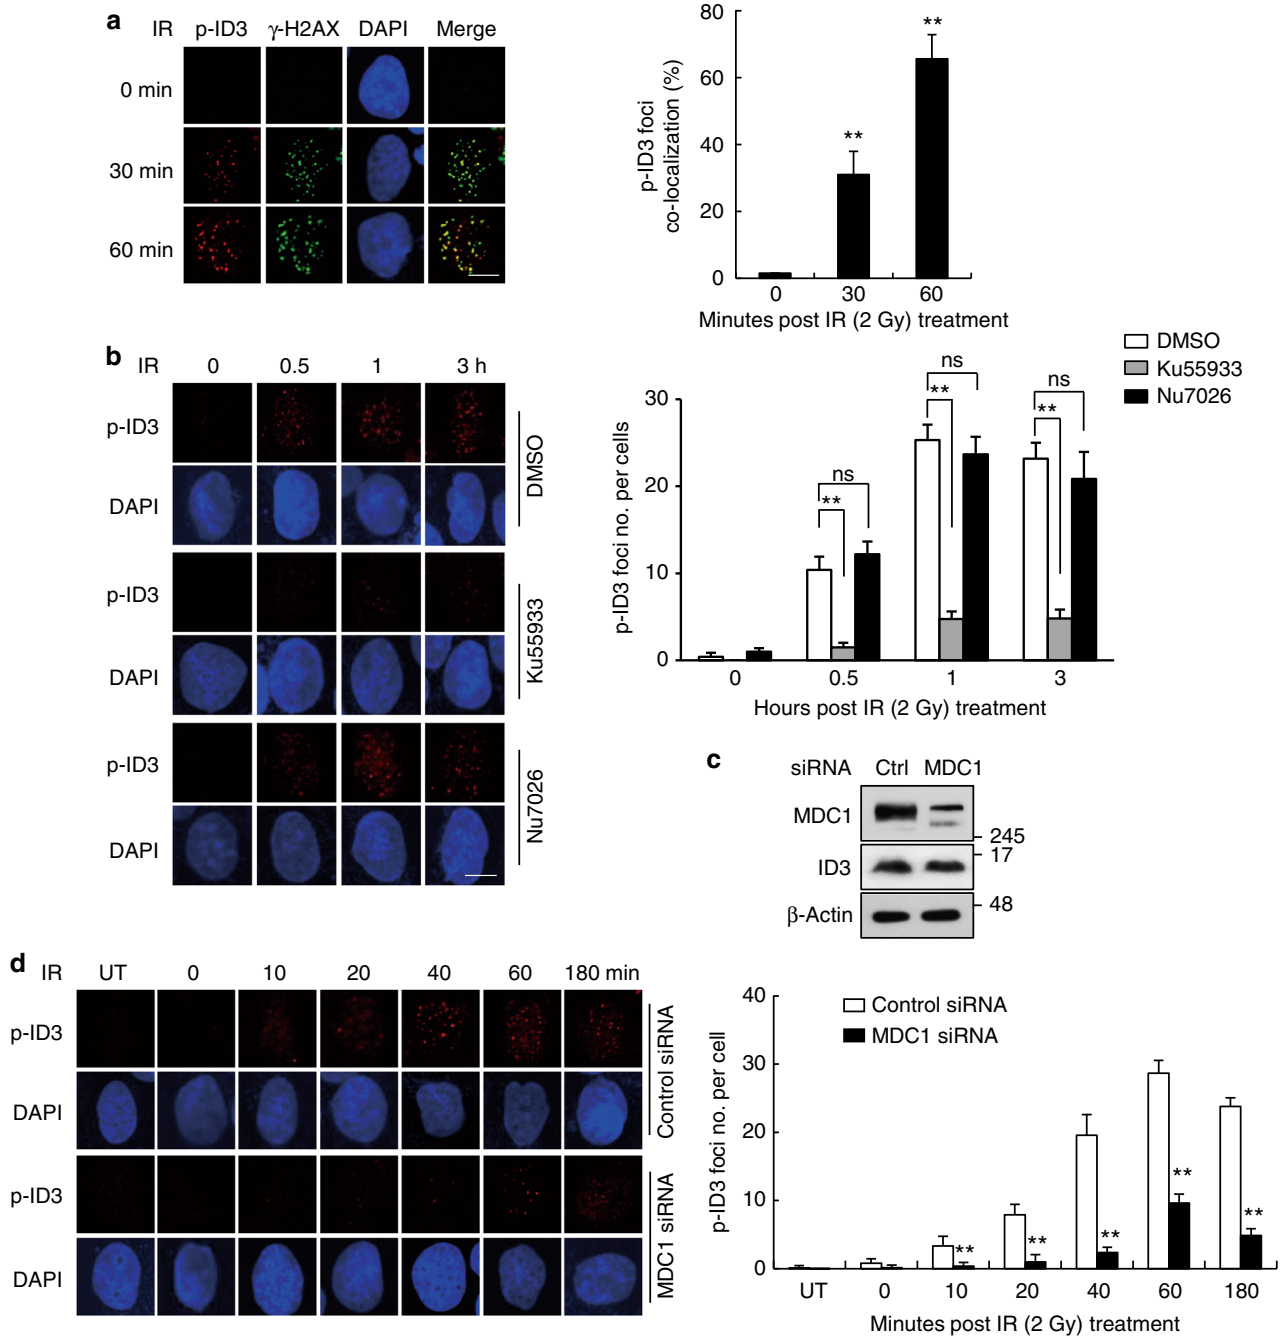 a
IR p-ID3 γ-H2AX DAPI Merge
0 min
30 min
60 min
p-ID3 foci
co-localization (%)
80
60
40
20
0
**
**
0 30 60
Minutes post IR (2 Gy) treatment
b
IR 0 0.5 1 3 h
p-ID3
DAPI
DMSO
p-ID3
DAPI
Ku55933
p-ID3
DAPI
Nu7026
DMSO
Ku55933
Nu7026
p-ID3 foci no. per cells
30
20
10
0
ns
**
ns
**
ns
**
0 0.5 1 3
Hours post IR (2 Gy) treatment
c
siRNA Ctrl MDC1
MDC1
245
17
ID3
48
β-Actin
d
IR UT 0 10 20 40 60 180 min
p-ID3
DAPI
Control siRNA
p-ID3
DAPI
MDC1 siRNA
p-ID3 foci no. per cell
40
30
20
10
0
Control siRNA
MDC1 siRNA
**
**
**
**
**
UT 0 10 20 40 60 180
Minutes post IR (2 Gy) treatment